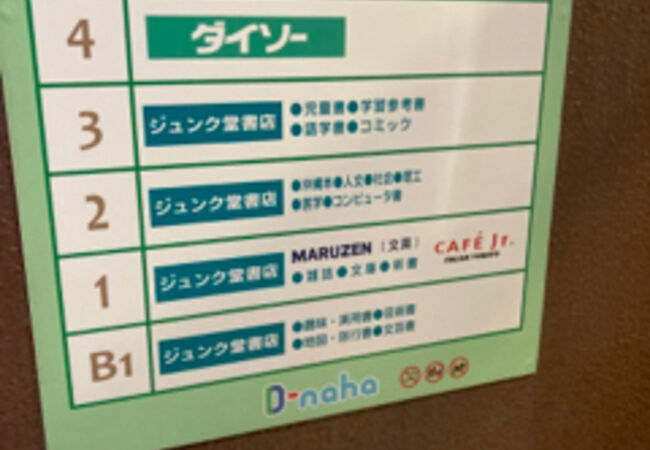 4 ダイソー
3 ジュンク堂書店 ●児童書●学習参考書
●語学書●コミック
2 ジュンク堂書店 ●沖縄本●人文●社会●理工
●医学●コンピュータ書
1 ジュンク堂書店 MARUZEN（文具） CAFÉ Jr.
●雑誌●文庫●新書 ITALIAN TOMATO
B1 ジュンク堂書店 ●趣味・実用書●芸術書
●地図・旅行書●文芸書
D-naha